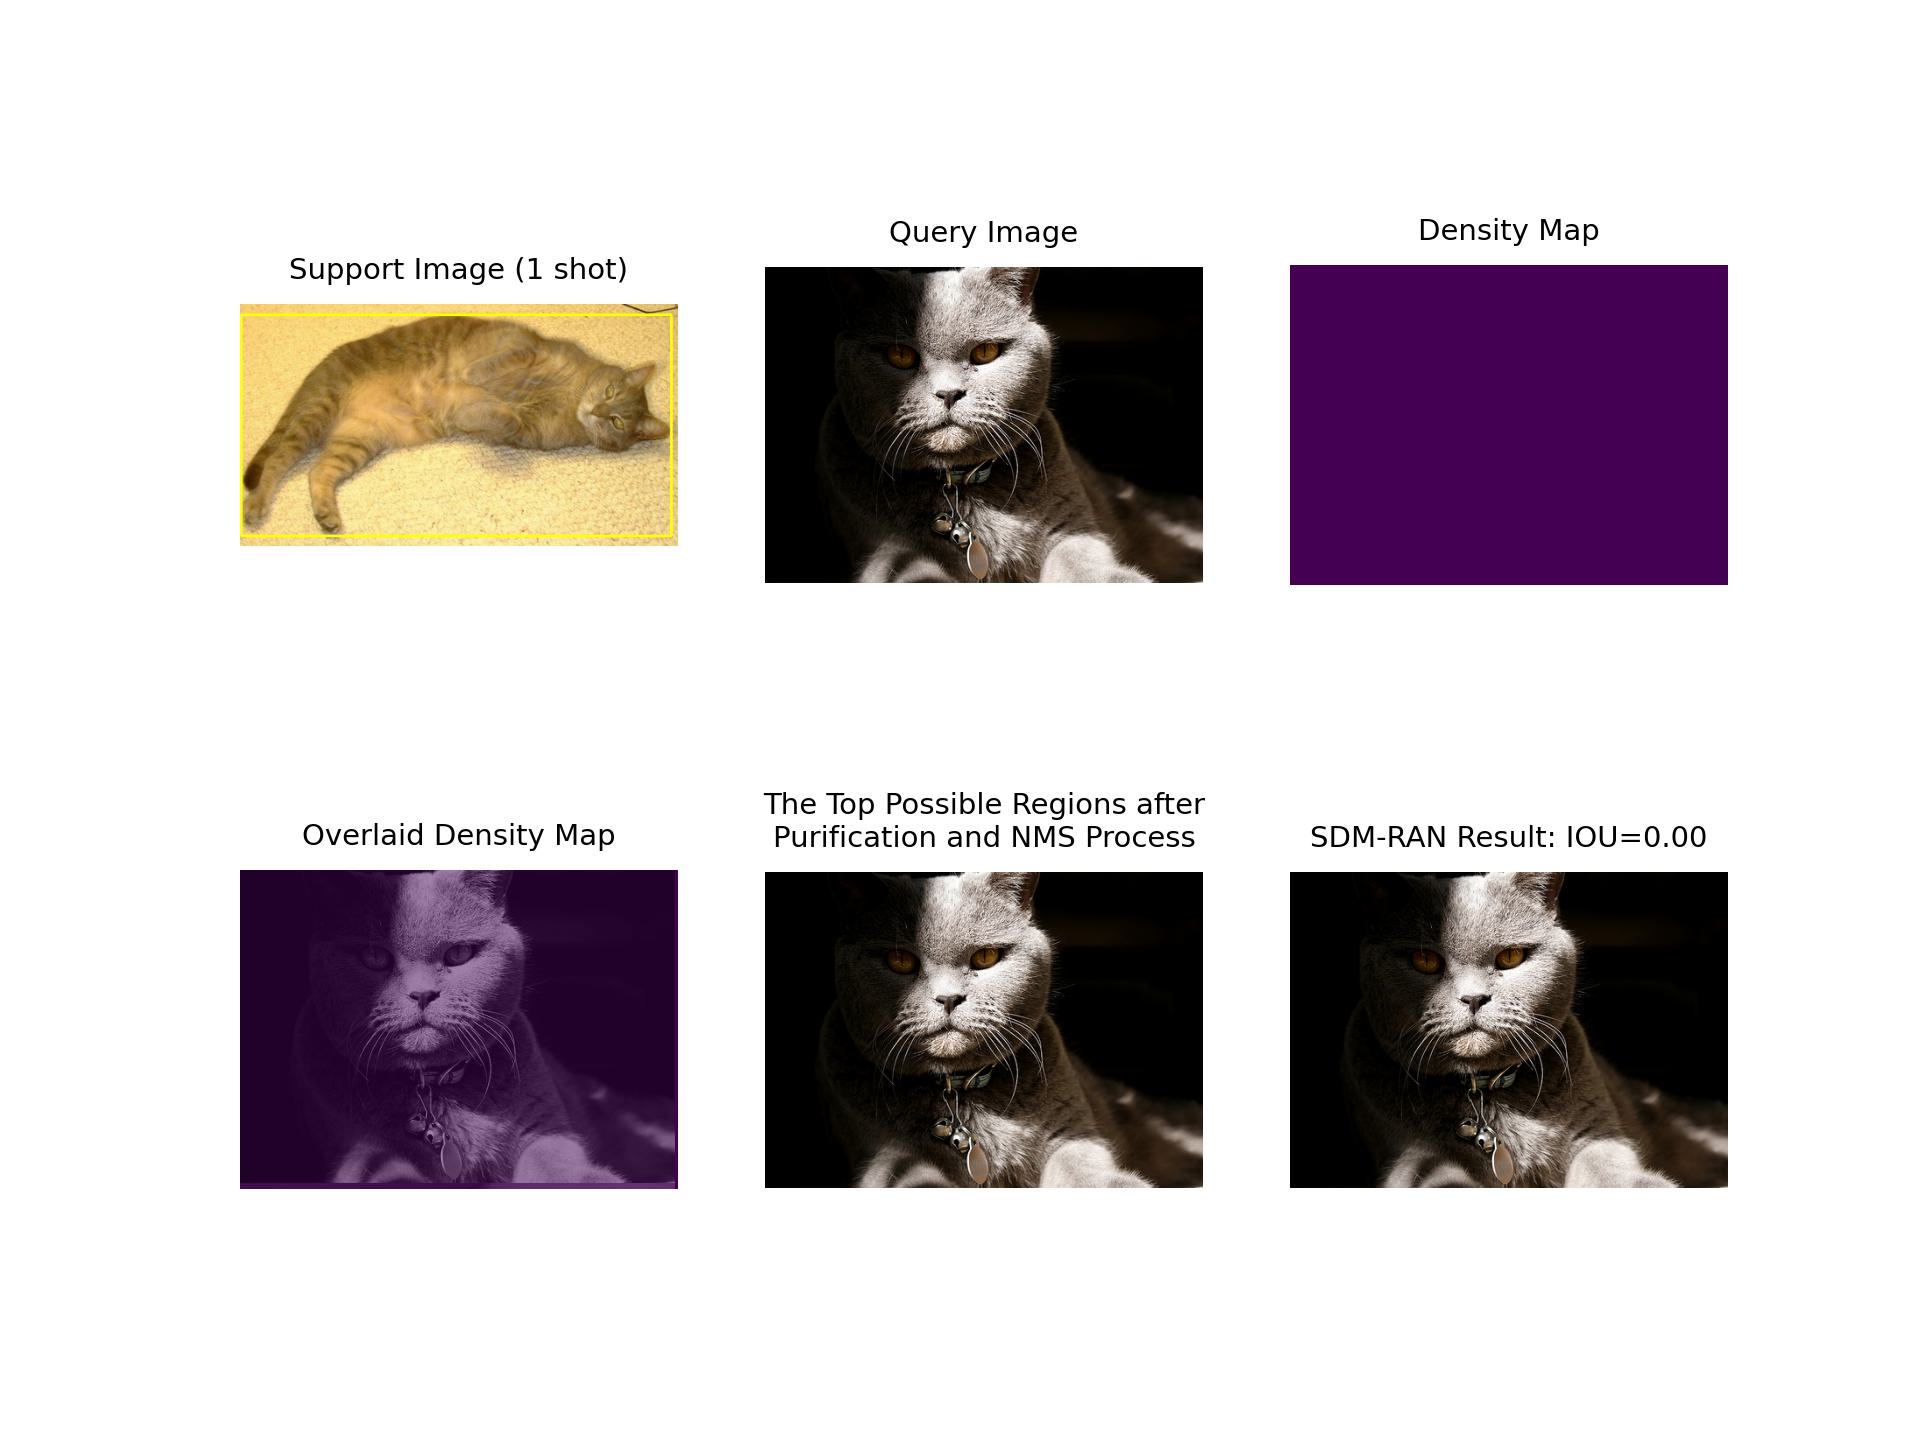 Support Image (1 shot)
Query Image
Density Map
Overlaid Density Map
The Top Possible Regions after
Purification and NMS Process
SDM-RAN Result: IOU=0.00